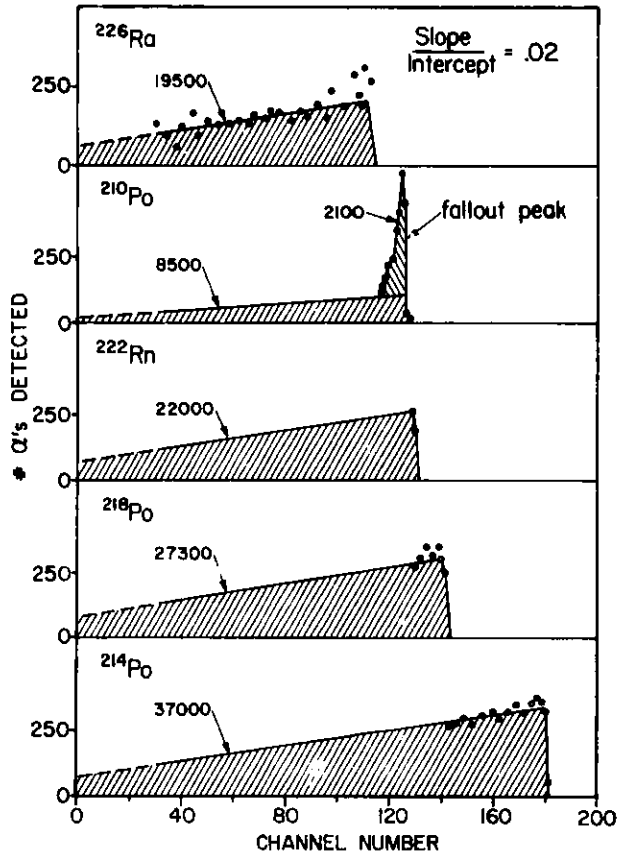 226Ra
Slope
Intercept = .02
250
19500
0
210Po
2100
fallout peak
250
8500
0
222Rn
250
22000
0
218Po
250
27300
0
214Po
250
37000
0
0 40 80 120 160 200
CHANNEL NUMBER
# α's DETECTED